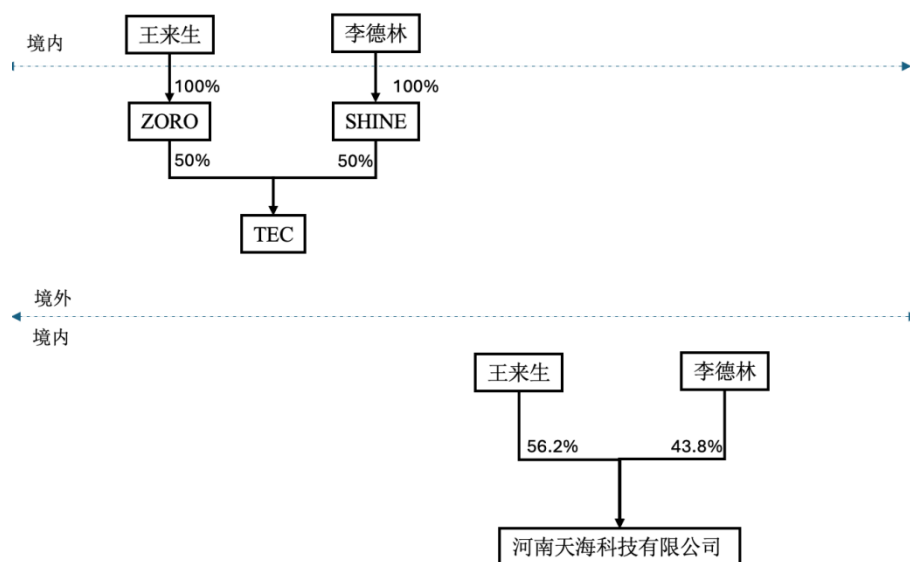 王来生
李德林
境内
100%
100%
ZORO
SHINE
50%
50%
TEC
境外
境内
王来生
李德林
56.2%
43.8%
河南天海科技有限公司